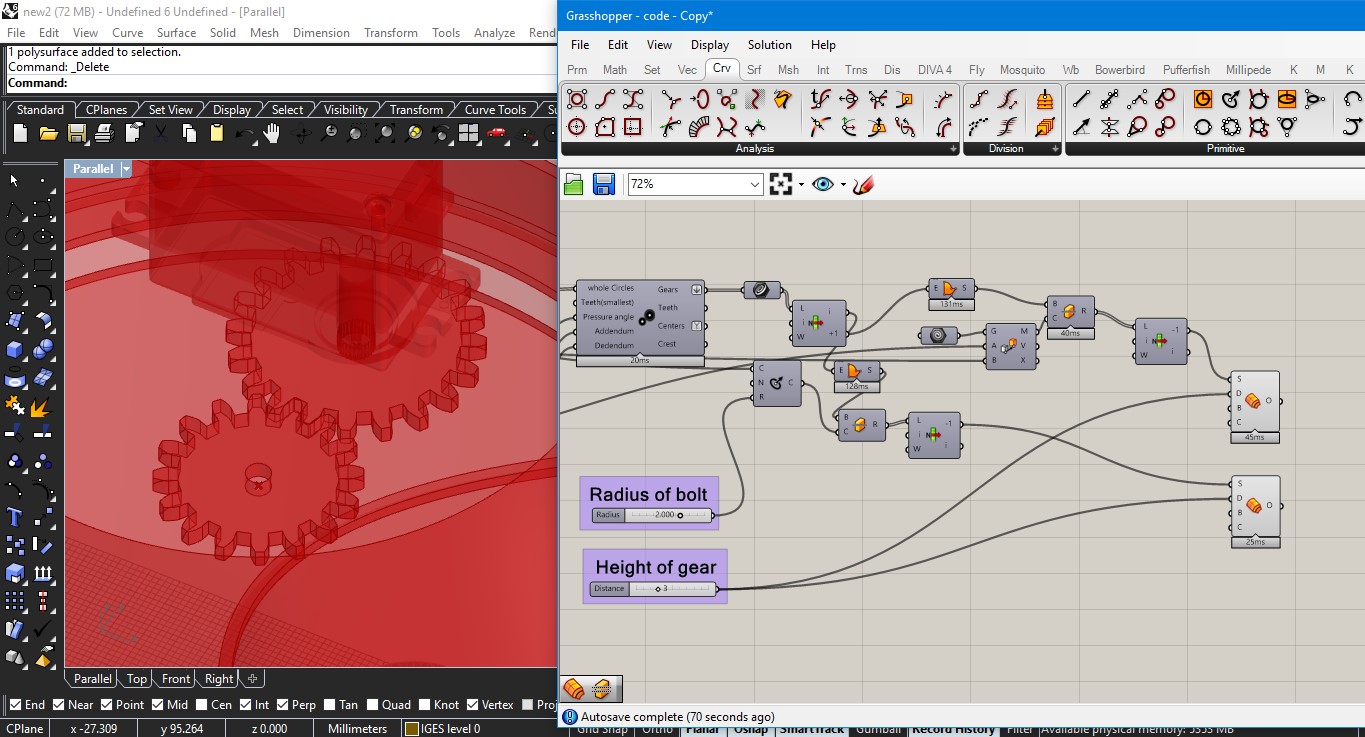 new2 (72 MB) - Undefined 6 Undefined - [Parallel]
File Edit View Curve Surface Solid Mesh Dimension Transform Tools Analyze Rend
1 polysurface added to selection.
Command: _Delete
Command:
Standard CPlanes Set View Display Select Visibility Transform Curve Tools Su
Parallel
Parallel Top Front Right
End Near Point Mid Cen Int Perp Tan Quad Knot Vertex Proj
CPlane x -27.309 y 95.264 z 0.000 Millimeters IGES level 0
Grasshopper - code - Copy*
File Edit View Display Solution Help
Prm Math Set Vec Crv Srf Msh Int Trns Dis DIVA 4 Fly Mosquito Wb Bowerbird Pufferfish Millipede K M K
Analysis Division Primitive
72%
whole Circles Gears
Teeth(smallest) Teeth
Pressure angle Centers
Addendum Crest
Dedendum
20ms
L i
i +1
W
E S
131ms
G M
A V
B X
B R
C
40ms
L -1
i i
W
C
N C
R
E S
128ms
B R
C
L -1
i i
W
S
D O
B
C
45ms
S
D O
B
C
25ms
Radius of bolt
Radius 2.000
Height of gear
Distance 3
Autosave complete (70 seconds ago)
Grid Snap Ortho Planar Osnap SmartTrack Gumball Record History Filter Available physical memory: 5353 MB